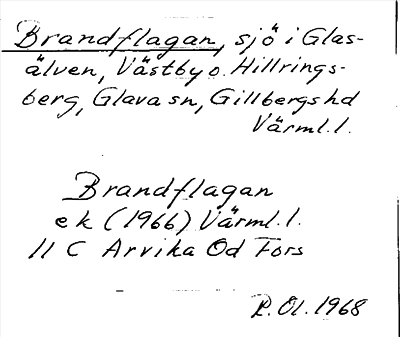 Brandflagan, sjö i Glas-
älven, Västby o. Hillrings-
berg, Glava sn, Gillbergs hd
Värml. l.
Brandflagan
ek (1966) Värml. l.
11 C Arvika Od Fors
P. Öl. 1968